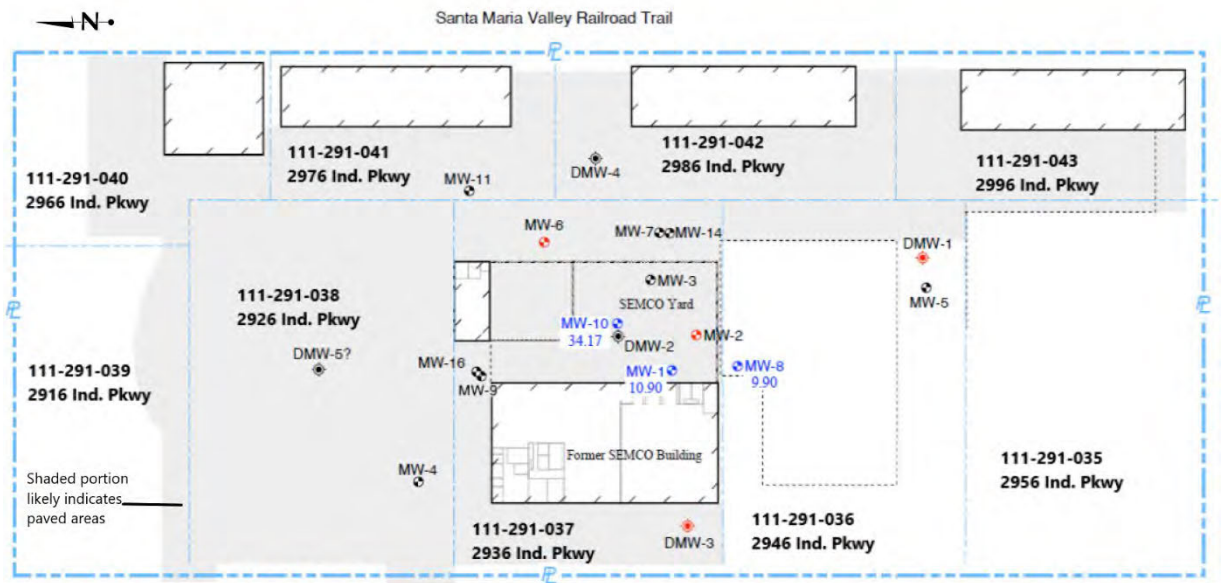 N
Santa Maria Valley Railroad Trail
PL
111-291-040
2966 Ind. Pkwy
111-291-041
2976 Ind. Pkwy
MW-11
DMW-4
111-291-042
2986 Ind. Pkwy
111-291-043
2996 Ind. Pkwy
MW-6
MW-7
MW-14
DMW-1
MW-3
MW-5
SEMCO Yard
111-291-038
2926 Ind. Pkwy
PL
PL
MW-10
34.17
DMW-2
MW-2
DMW-5?
111-291-039
2916 Ind. Pkwy
MW-16
MW-9
MW-1
10.90
MW-8
9.90
Former SEMCO Building
111-291-035
2956 Ind. Pkwy
MW-4
Shaded portion
likely indicates
paved areas
111-291-037
2936 Ind. Pkwy
DMW-3
111-291-036
2946 Ind. Pkwy
PL